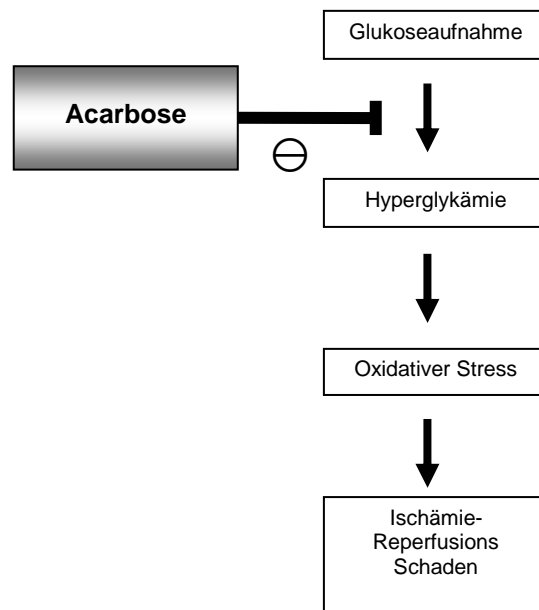 Glukoseaufnahme
Acarbose
Hyperglykämie
Oxidativer Stress
Ischämie-
Reperfusions
Schaden